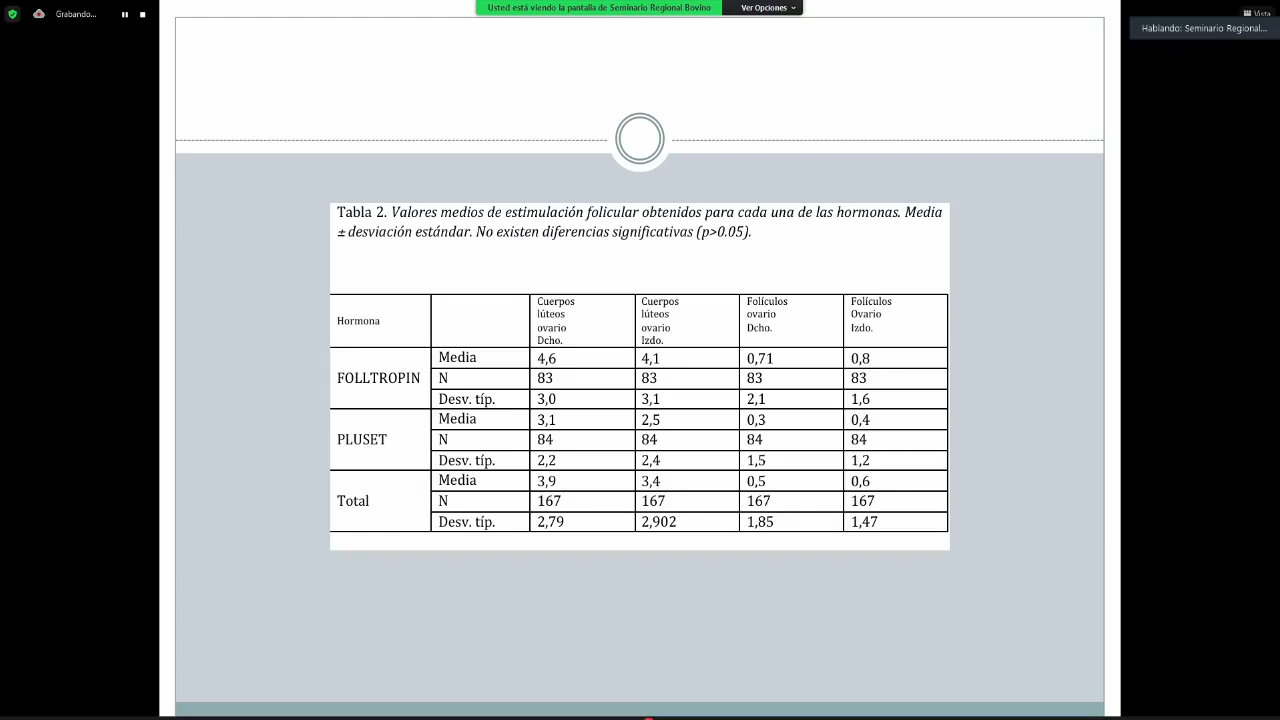 Grabando...
Usted está viendo la pantalla de Seminario Regional Bovino
Ver Opciones
Vista
Hablando: Seminario Regional...
Tabla 2. Valores medios de estimulación folicular obtenidos para cada una de las hormonas. Media
± desviación estándar. No existen diferencias significativas (p>0.05).
Hormona
Cuerpos lúteos ovario Dcho.
Cuerpos lúteos ovario Izdo.
Folículos ovario Dcho.
Folículos Ovario Izdo.
FOLLTROPIN
Media 4,6 4,1 0,71 0,8
N 83 83 83 83
Desv. típ. 3,0 3,1 2,1 1,6
PLUSET
Media 3,1 2,5 0,3 0,4
N 84 84 84 84
Desv. típ. 2,2 2,4 1,5 1,2
Total
Media 3,9 3,4 0,5 0,6
N 167 167 167 167
Desv. típ. 2,79 2,902 1,85 1,47